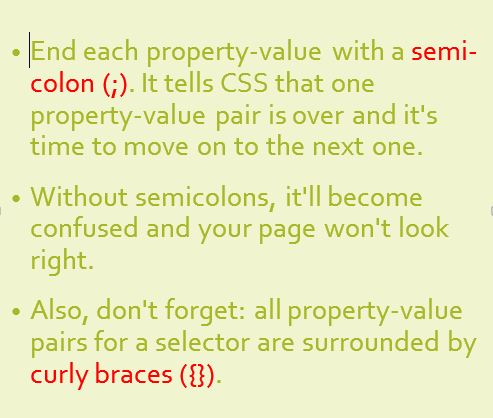 • End each property-value with a semi-
colon (;). It tells CSS that one
property-value pair is over and it's
time to move on to the next one.
• Without semicolons, it'll become
confused and your page won't look
right.
• Also, don't forget: all property-value
pairs for a selector are surrounded by
curly braces ({}).